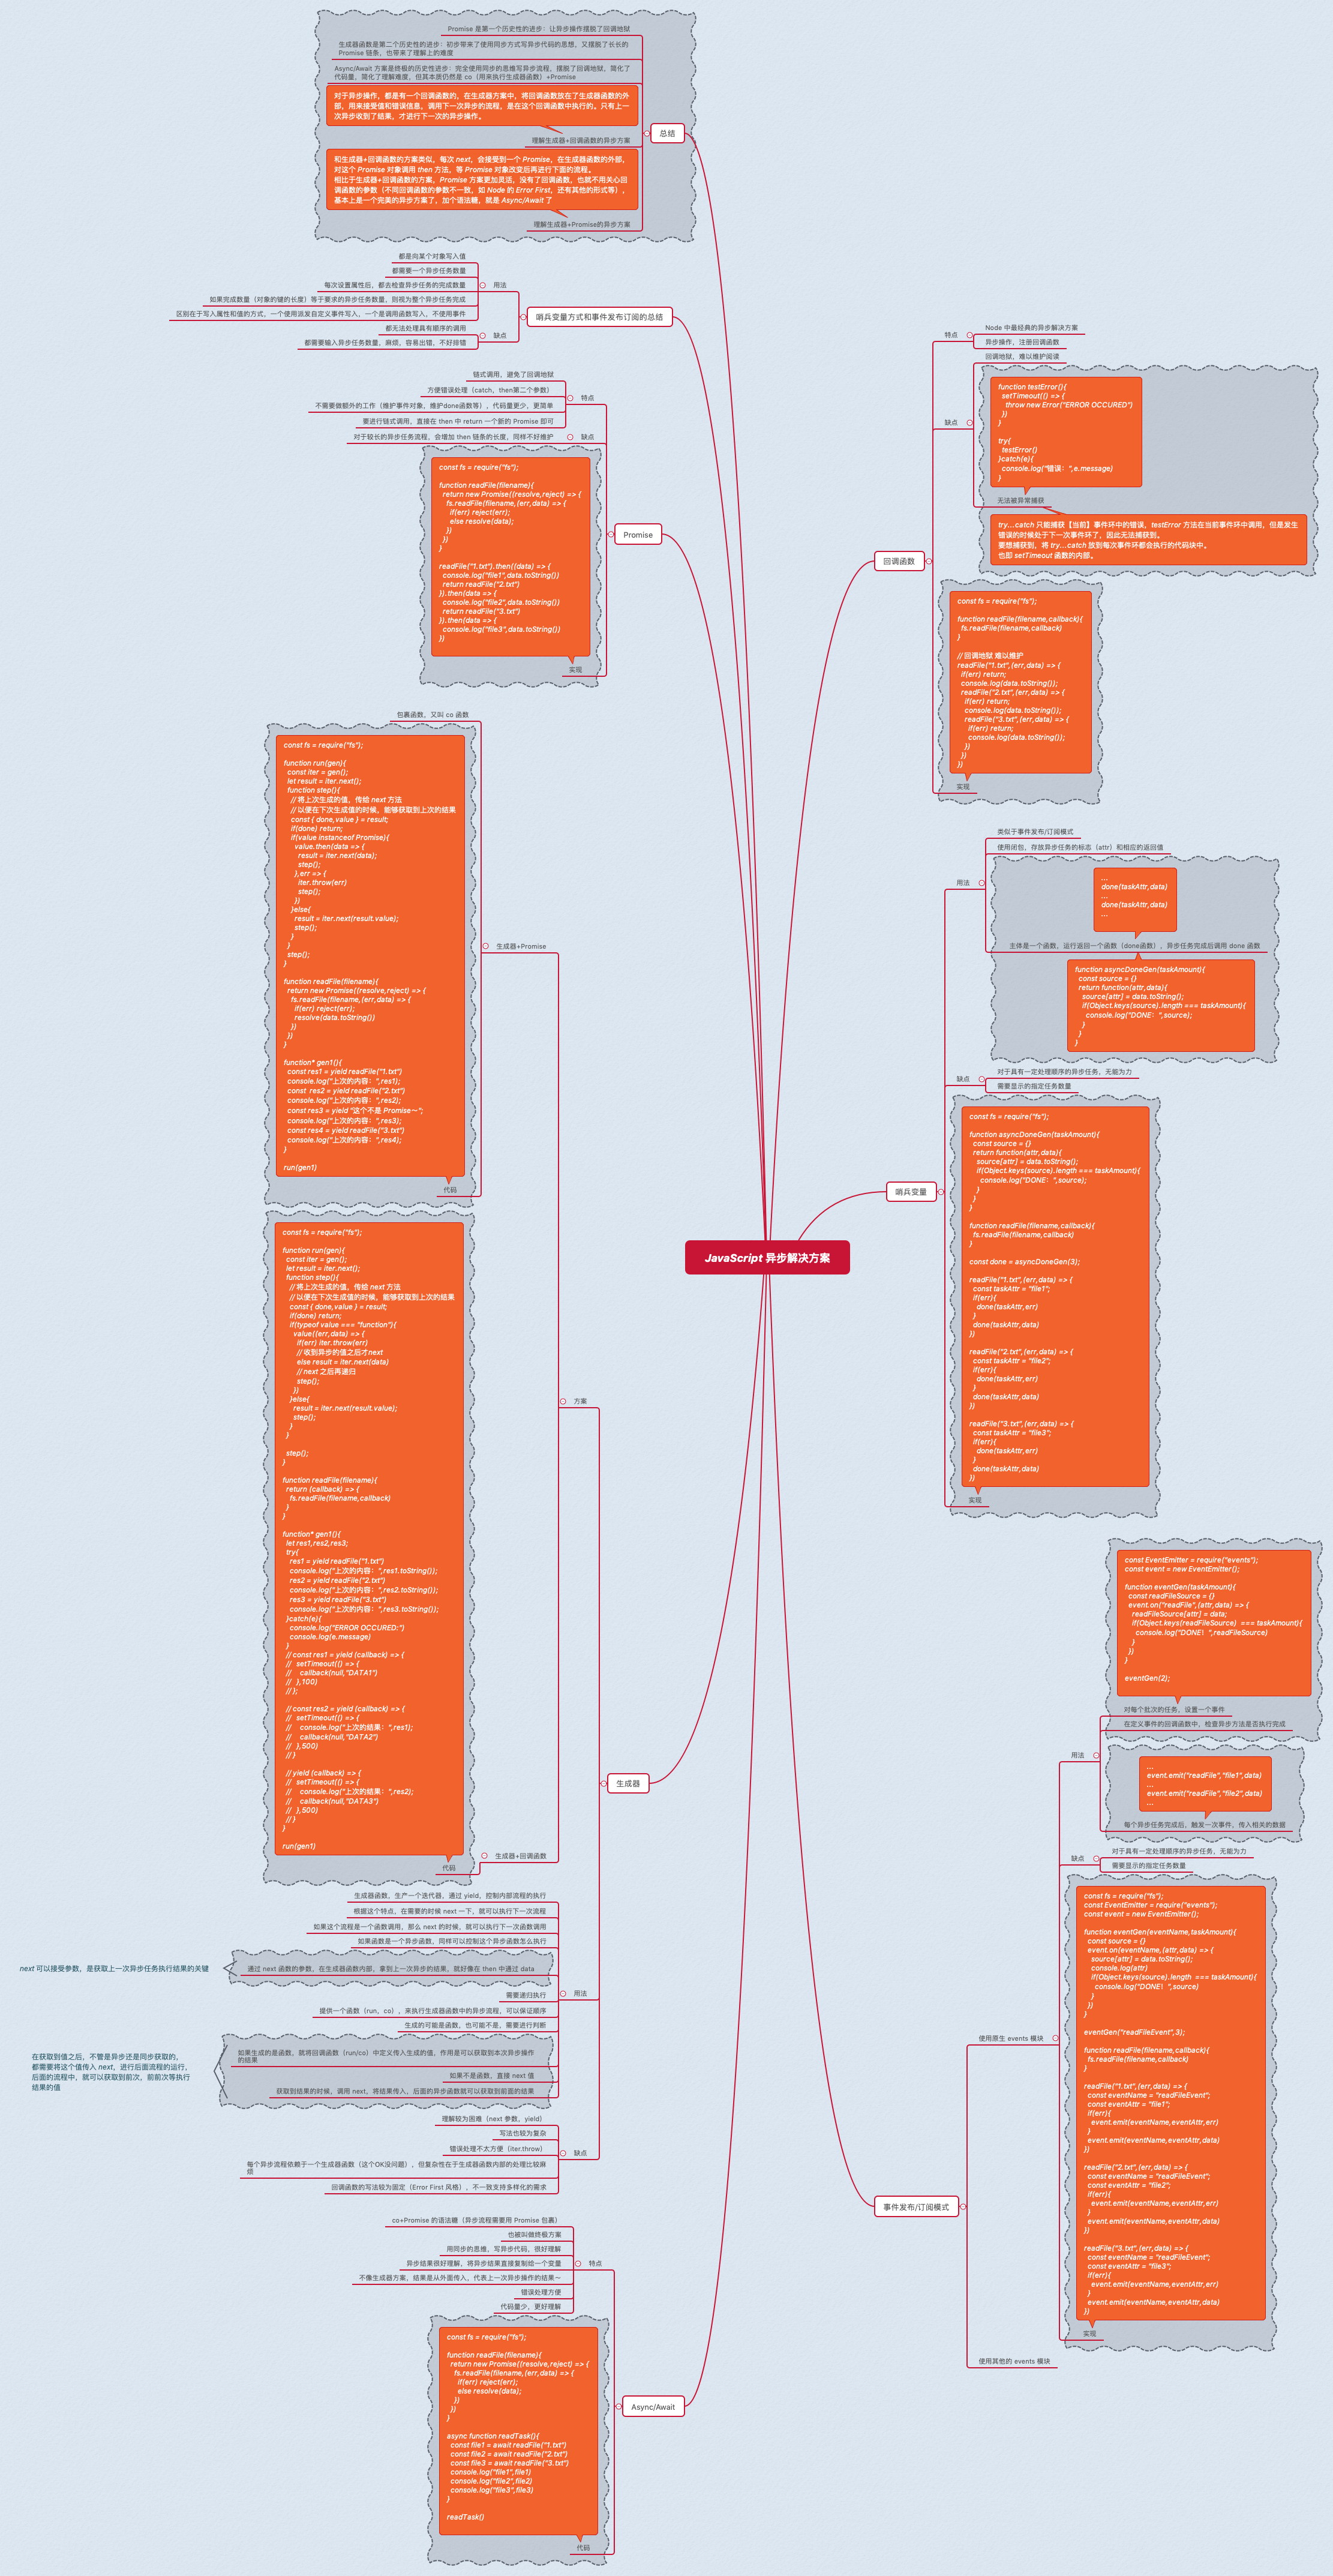 JavaScript 异步解决方案
回调函数
特点
Node 中最经典的异步解决方案
异步操作，注册回调函数
缺点
回调地狱，难以维护阅读
function testError(){
setTimeout(() => {
throw new Error("ERROR OCCURED")
})
}
try{
testError()
}catch(e){
console.log("错误：",e.message)
}
无法被异常捕获
try...catch 只能捕获【当前】事件环中的错误，testError 方法在当前事件环中调用，但是发生
错误的时候处于下一次事件环了，因此无法捕获到。
要想捕获到，将 try...catch 放到每次事件环都会执行的代码块中。
也即 setTimeout 函数的内部。
const fs = require("fs");
function readFile(filename,callback){
fs.readFile(filename,callback)
}
// 回调地狱 难以维护
readFile("1.txt",(err,data) => {
if(err) return;
console.log(data.toString());
readFile("2.txt",(err,data) => {
if(err) return;
console.log(data.toString());
readFile("3.txt",(err,data) => {
if(err) return;
console.log(data.toString());
})
})
})
实现
哨兵变量
用法
类似于事件发布/订阅模式
使用闭包，存放异步任务的标志（attr）和相应的返回值
...
done(taskAttr,data)
...
done(taskAttr,data)
...
主体是一个函数，运行返回一个函数（done函数），异步任务完成后调用 done 函数
function asyncDoneGen(taskAmount){
const source = {}
return function(attr,data){
source[attr] = data.toString();
if(Object.keys(source).length === taskAmount){
console.log("DONE：",source);
}
}
}
缺点
对于具有一定处理顺序的异步任务，无能为力
需要显示的指定任务数量
const fs = require("fs");
function asyncDoneGen(taskAmount){
const source = {}
return function(attr,data){
source[attr] = data.toString();
if(Object.keys(source).length === taskAmount){
console.log("DONE：",source);
}
}
}
function readFile(filename,callback){
fs.readFile(filename,callback)
}
const done = asyncDoneGen(3);
readFile("1.txt",(err,data) => {
const taskAttr = "file1";
if(err){
done(taskAttr,err)
}
done(taskAttr,data)
})
readFile("2.txt",(err,data) => {
const taskAttr = "file2";
if(err){
done(taskAttr,err)
}
done(taskAttr,data)
})
readFile("3.txt",(err,data) => {
const taskAttr = "file3";
if(err){
done(taskAttr,err)
}
done(taskAttr,data)
})
实现
事件发布/订阅模式
使用原生 events 模块
用法
const EventEmitter = require("events");
const event = new EventEmitter();
function eventGen(taskAmount){
const readFileSource = {}
event.on("readFile",(attr,data) => {
readFileSource[attr] = data;
if(Object.keys(readFileSource) === taskAmount){
console.log("DONE！",readFileSource)
}
})
}
eventGen(2);
对每个批次的任务，设置一个事件
在定义事件的回调函数中，检查异步方法是否执行完成
...
event.emit("readFile","file1",data)
...
event.emit("readFile","file2",data)
...
每个异步任务完成后，触发一次事件，传入相关的数据
缺点
对于具有一定处理顺序的异步任务，无能为力
需要显示的指定任务数量
const fs = require("fs");
const EventEmitter = require("events");
const event = new EventEmitter();
function eventGen(eventName,taskAmount){
const source = {}
event.on(eventName,(attr,data) => {
source[attr] = data.toString();
console.log(attr)
if(Object.keys(source).length === taskAmount){
console.log("DONE！",source)
}
})
}
eventGen("readFileEvent",3);
function readFile(filename,callback){
fs.readFile(filename,callback)
}
readFile("1.txt",(err,data) => {
const eventName = "readFileEvent";
const eventAttr = "file1";
if(err){
event.emit(eventName,eventAttr,err)
}
event.emit(eventName,eventAttr,data)
})
readFile("2.txt",(err,data) => {
const eventName = "readFileEvent";
const eventAttr = "file2";
if(err){
event.emit(eventName,eventAttr,err)
}
event.emit(eventName,eventAttr,data)
})
readFile("3.txt",(err,data) => {
const eventName = "readFileEvent";
const eventAttr = "file3";
if(err){
event.emit(eventName,eventAttr,err)
}
event.emit(eventName,eventAttr,data)
})
实现
使用其他的 events 模块
总结
Promise 是第一个历史性的进步：让异步操作摆脱了回调地狱
生成器函数是第二个历史性的进步：初步带来了使用同步方式写异步代码的思想，又摆脱了长长的
Promise 链条，也带来了理解上的难度
Async/Await 方案是终极的历史性进步：完全使用同步的思维写异步流程，摆脱了回调地狱，简化了
代码量，简化了理解难度，但其本质仍然是 co（用来执行生成器函数）+Promise
对于异步操作，都是有一个回调函数的，在生成器方案中，将回调函数放在了生成器函数的外
部，用来接受值和错误信息，调用下一次异步的流程，是在这个回调函数中执行的。只有上一
次异步收到了结果，才进行下一次的异步操作。
理解生成器+回调函数的异步方案
和生成器+回调函数的方案类似，每次 next，会接受到一个 Promise，在生成器函数的外部，
对这个 Promise 对象调用 then 方法，等 Promise 对象改变后再进行下面的流程。
相比于生成器+回调函数的方案，Promise 方案更加灵活，没有了回调函数，也就不用关心回
调函数的参数（不同回调函数的参数不一致，如 Node 的 Error First，还有其他的形式等），
基本上是一个完美的异步方案了，加个语法糖，就是 Async/Await 了
理解生成器+Promise的异步方案
哨兵变量方式和事件发布订阅的总结
用法
都是向某个对象写入值
都需要一个异步任务数量
每次设置属性后，都去检查异步任务的完成数量
如果完成数量（对象的键的长度）等于要求的异步任务数量，则视为整个异步任务完成
区别在于写入属性和值的方式，一个使用派发自定义事件写入，一个是调用函数写入，不使用事件
缺点
都无法处理具有顺序的调用
都需要输入异步任务数量，麻烦，容易出错，不好排错
Promise
特点
链式调用，避免了回调地狱
方便错误处理（catch，then第二个参数）
不需要做额外的工作（维护事件对象，维护done函数等），代码量更少，更简单
要进行链式调用，直接在 then 中 return 一个新的 Promise 即可
缺点
对于较长的异步任务流程，会增加 then 链条的长度，同样不好维护
const fs = require("fs");
function readFile(filename){
return new Promise((resolve,reject) => {
fs.readFile(filename,(err,data) => {
if(err) reject(err);
else resolve(data);
})
})
}
readFile("1.txt").then((data) => {
console.log("file1",data.toString())
return readFile("2.txt")
}).then(data => {
console.log("file2",data.toString())
return readFile("3.txt")
}).then(data => {
console.log("file3",data.toString())
})
实现
生成器
方案
生成器+Promise
包裹函数，又叫 co 函数
const fs = require("fs");
function run(gen){
const iter = gen();
let result = iter.next();
function step(){
// 将上次生成的值，传给 next 方法
// 以便在下次生成值的时候，能够获取到上次的结果
const { done,value } = result;
if(done) return;
if(value instanceof Promise){
value.then(data => {
result = iter.next(data);
step();
},err => {
iter.throw(err)
step();
})
}else{
result = iter.next(result.value);
step();
}
}
step();
}
function readFile(filename){
return new Promise((resolve,reject) => {
fs.readFile(filename,(err,data) => {
if(err) reject(err);
resolve(data.toString())
})
})
}
function* gen1(){
const res1 = yield readFile("1.txt")
console.log("上次的内容：",res1);
const res2 = yield readFile("2.txt")
console.log("上次的内容：",res2);
const res3 = yield "这个不是 Promise～";
console.log("上次的内容：",res3);
const res4 = yield readFile("3.txt")
console.log("上次的内容：",res4);
}
run(gen1)
代码
生成器+回调函数
const fs = require("fs");
function run(gen){
const iter = gen();
let result = iter.next();
function step(){
// 将上次生成的值，传给 next 方法
// 以便在下次生成值的时候，能够获取到上次的结果
const { done,value } = result;
if(done) return;
if(typeof value === "function"){
value((err,data) => {
if(err) iter.throw(err)
// 收到异步的值之后才next
else result = iter.next(data)
// next 之后再递归
step();
})
}else{
result = iter.next(result.value);
step();
}
}
step();
}
function readFile(filename){
return (callback) => {
fs.readFile(filename,callback)
}
}
function* gen1(){
let res1,res2,res3;
try{
res1 = yield readFile("1.txt")
console.log("上次的内容：",res1.toString());
res2 = yield readFile("2.txt")
console.log("上次的内容：",res2.toString());
res3 = yield readFile("3.txt")
console.log("上次的内容：",res3.toString());
}catch(e){
console.log("ERROR OCCURED:")
console.log(e.message)
}
// const res1 = yield (callback) => {
// setTimeout(() => {
// callback(null,"DATA1")
// },100)
// };
// const res2 = yield (callback) => {
// setTimeout(() => {
// console.log("上次的结果：",res1);
// callback(null,"DATA2")
// },500)
// }
// yield (callback) => {
// setTimeout(() => {
// console.log("上次的结果：",res2);
// callback(null,"DATA3")
// },500)
// }
}
run(gen1)
代码
用法
生成器函数，生产一个迭代器，通过 yield，控制内部流程的执行
根据这个特点，在需要的时候 next 一下，就可以执行下一次流程
如果这个流程是一个函数调用，那么 next 的时候，就可以执行下一次函数调用
如果函数是一个异步函数，同样可以控制这个异步函数怎么执行
通过 next 函数的参数，在生成器函数内部，拿到上一次异步的结果，就好像在 then 中通过 data
next 可以接受参数，是获取上一次异步任务执行结果的关键
需要递归执行
提供一个函数（run，co），来执行生成器函数中的异步流程，可以保证顺序
生成的可能是函数，也可能不是，需要进行判断
如果生成的是函数，就将回调函数（run/co）中定义传入生成的值，作用是可以获取到本次异步操作
的结果
如果不是函数，直接 next 值
获取到结果的时候，调用 next，将结果传入，后面的异步函数就可以获取到前面的结果
在获取到值之后，不管是异步还是同步获取的，
都需要将这个值传入 next，进行后面流程的运行，
后面的流程中，就可以获取到前次，前前次等执行
结果的值
缺点
理解较为困难（next 参数，yield）
写法也较为复杂
错误处理不太方便（iter.throw）
每个异步流程依赖于一个生成器函数（这个OK没问题），但复杂性在于生成器函数内部的处理比较麻
烦
回调函数的写法较为固定（Error First 风格），不一致支持多样化的需求
Async/Await
特点
co+Promise 的语法糖（异步流程需要用 Promise 包裹）
也被叫做终极方案
用同步的思维，写异步代码，很好理解
异步结果很好理解，将异步结果直接复制给一个变量
不像生成器方案，结果是从外面传入，代表上一次异步操作的结果～
错误处理方便
代码量少，更好理解
const fs = require("fs");
function readFile(filename){
return new Promise((resolve,reject) => {
fs.readFile(filename,(err,data) => {
if(err) reject(err);
else resolve(data);
})
})
}
async function readTask(){
const file1 = await readFile("1.txt")
const file2 = await readFile("2.txt")
const file3 = await readFile("3.txt")
console.log("file1",file1)
console.log("file2",file2)
console.log("file3",file3)
}
readTask()
代码